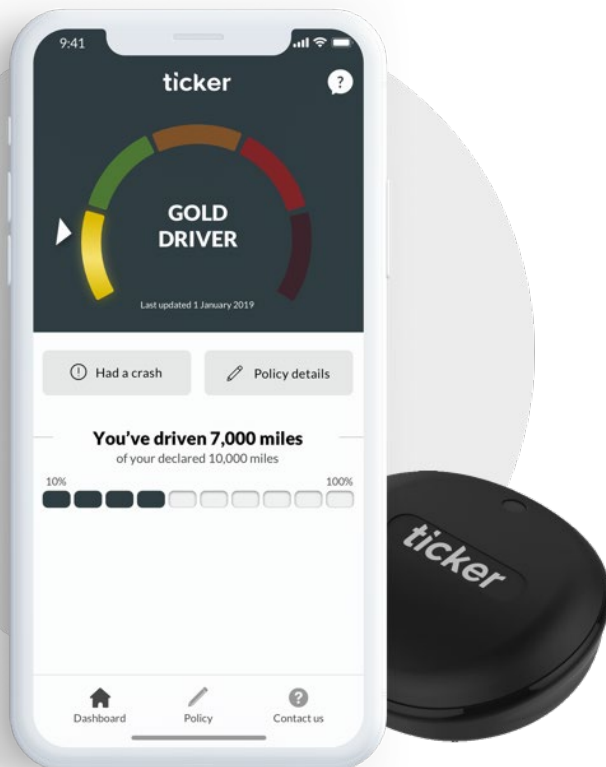 9:41
ticker
?
GOLD
DRIVER
Last updated 1 January 2019
Had a crash
Policy details
You've driven 7,000 miles
of your declared 10,000 miles
10%
100%
Dashboard
Policy
?
Contact us
ticker